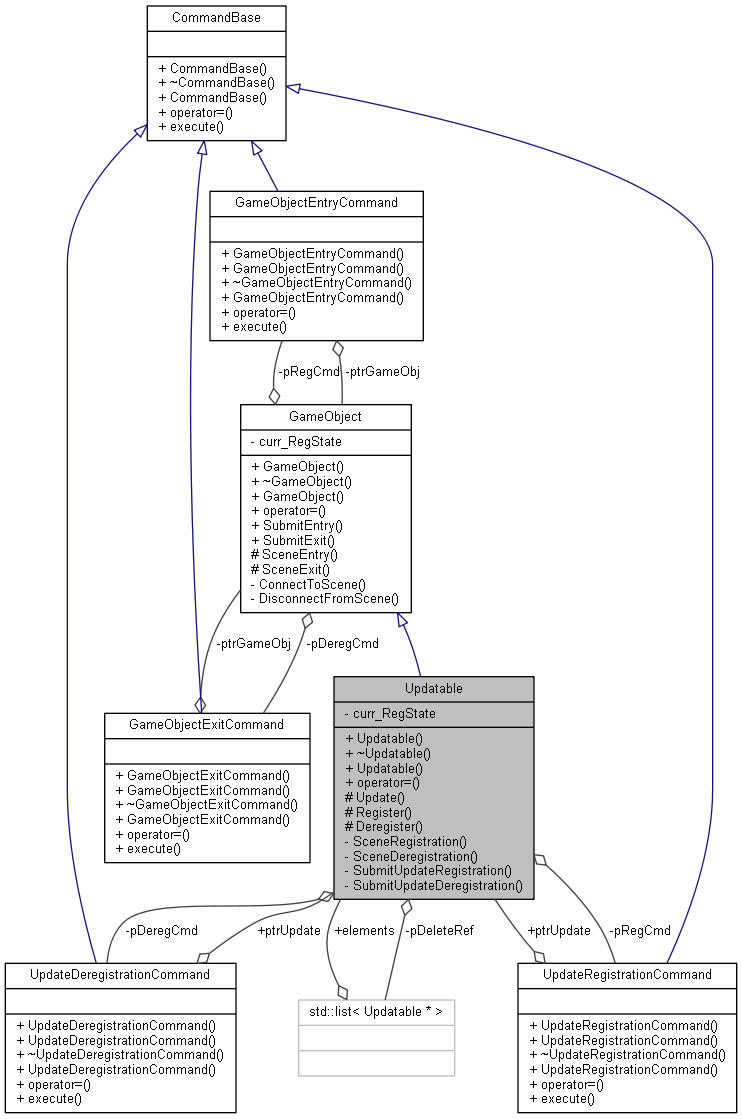 CommandBase
+ CommandBase()
+ ~CommandBase()
+ CommandBase()
+ operator=()
+ execute()
GameObjectEntryCommand
+ GameObjectEntryCommand()
+ GameObjectEntryCommand()
+ ~GameObjectEntryCommand()
+ GameObjectEntryCommand()
+ operator=()
+ execute()
-pRegCmd
-ptrGameObj
GameObject
- curr_RegState
+ GameObject()
+ ~GameObject()
+ GameObject()
+ operator=()
+ SubmitEntry()
+ SubmitExit()
# SceneEntry()
# SceneExit()
- ConnectToScene()
- DisconnectFromScene()
-ptrGameObj
-pDeregCmd
GameObjectExitCommand
+ GameObjectExitCommand()
+ GameObjectExitCommand()
+ ~GameObjectExitCommand()
+ GameObjectExitCommand()
+ operator=()
+ execute()
Updatable
- curr_RegState
+ Updatable()
+ ~Updatable()
+ Updatable()
+ operator=()
# Update()
# Register()
# Deregister()
- SceneRegistration()
- SceneDeregistration()
- SubmitUpdateRegistration()
- SubmitUpdateDeregistration()
-pDeregCmd
+ptrUpdate
+elements
-pDeleteRef
+ptrUpdate
-pRegCmd
UpdateDeregistrationCommand
+ UpdateDeregistrationCommand()
+ UpdateDeregistrationCommand()
+ ~UpdateDeregistrationCommand()
+ UpdateDeregistrationCommand()
+ operator=()
+ execute()
std::list< Updatable * >
UpdateRegistrationCommand
+ UpdateRegistrationCommand()
+ UpdateRegistrationCommand()
+ ~UpdateRegistrationCommand()
+ UpdateRegistrationCommand()
+ operator=()
+ execute()